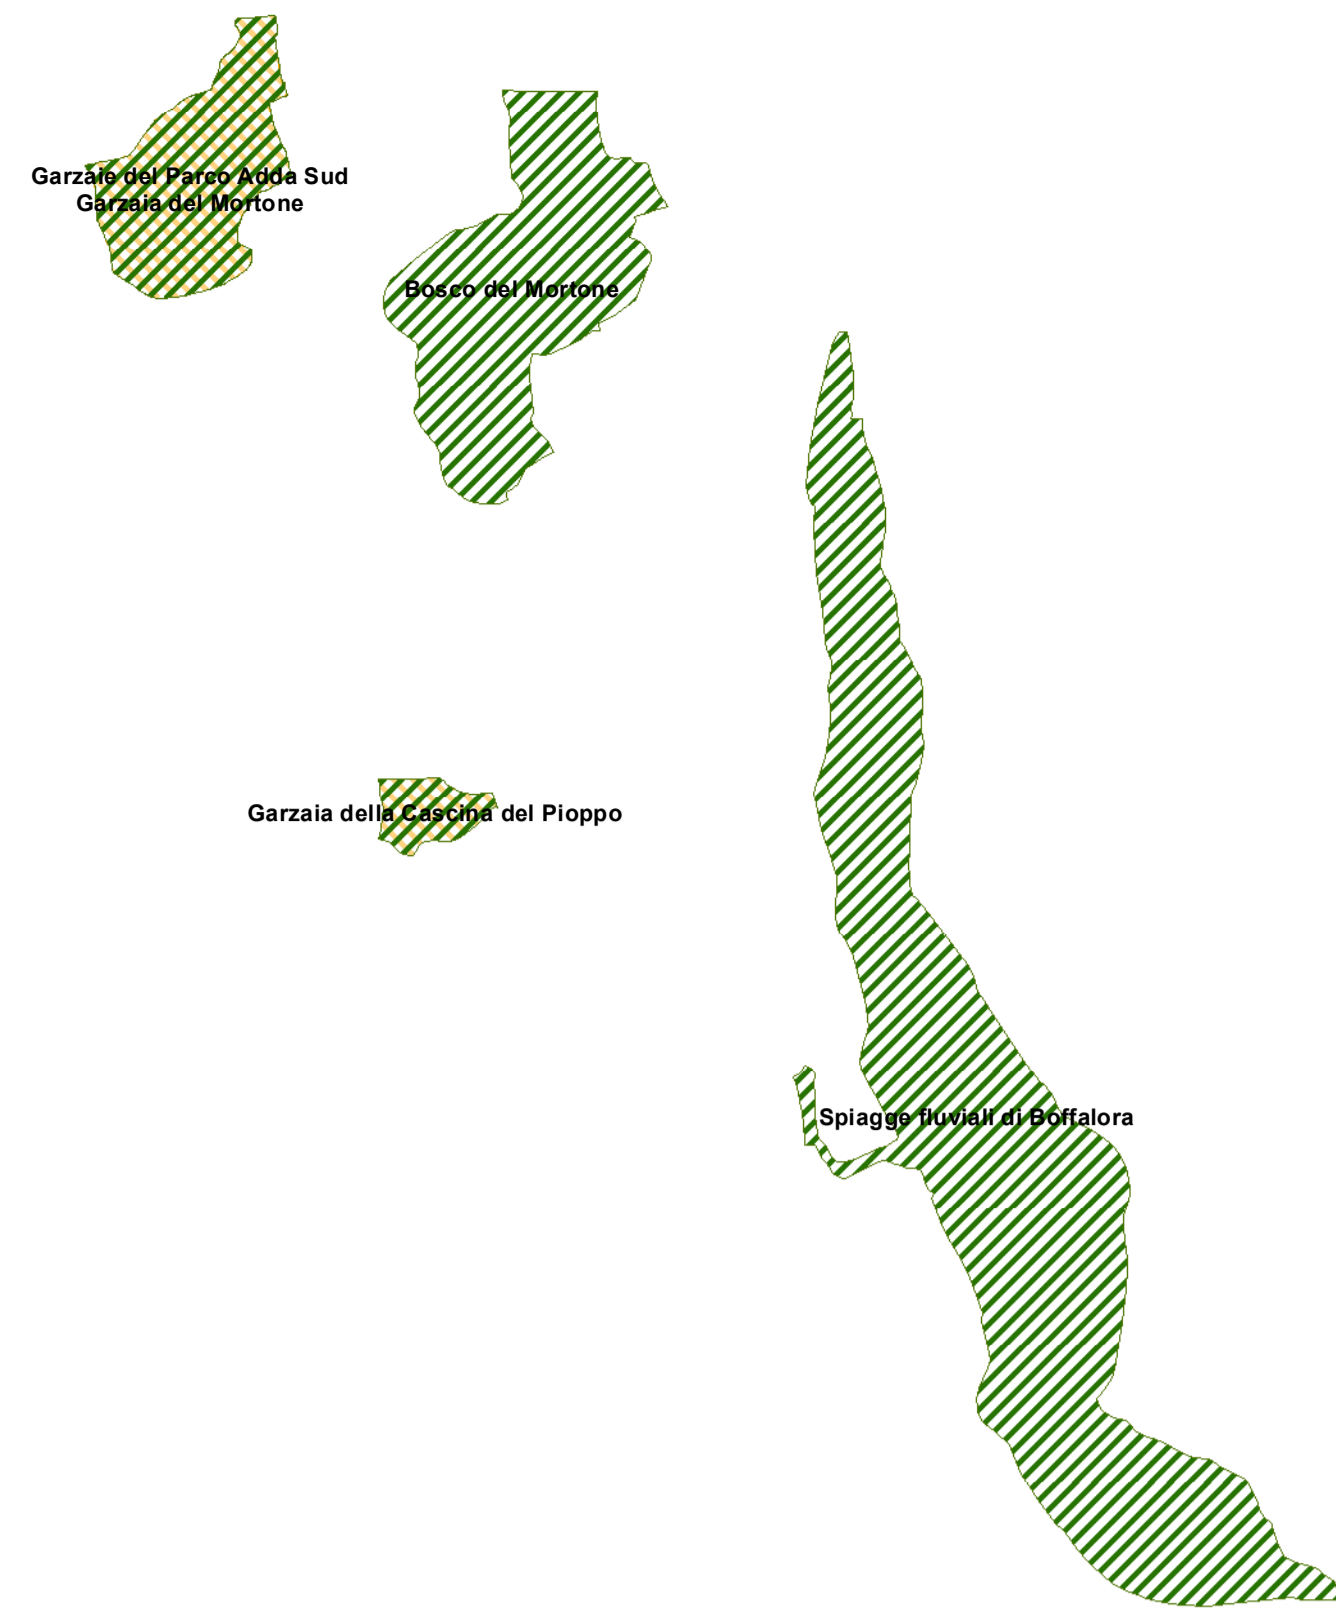 Garzaie del Parco Adda Sud
Garzaia del Mortone
Bosco del Mortone
Garzaia della Cascina del Pioppo
Spiagge fluviali di Boffalora